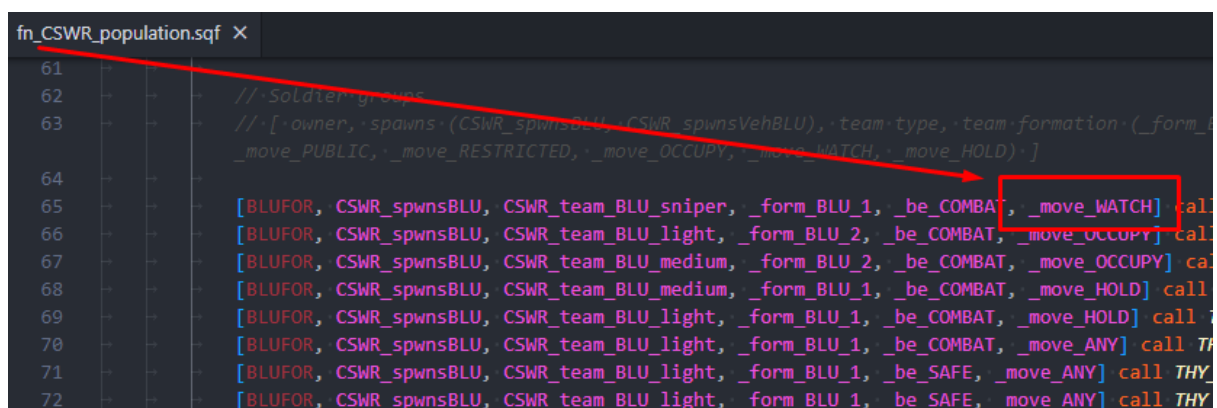 fn_CSWR_population.sqf ×
61
62 // Soldier groups
63 // [ owner, spawns (CSWR_spwnsBLU, CSWR_spwnsVehBLU), team type, team formation (_form_B
_move_PUBLIC, _move_RESTRICTED, _move_OCCUPY, _move_WATCH, _move_HOLD) ]
64
65 [BLUFOR, CSWR_spwnsBLU, CSWR_team_BLU_sniper, _form_BLU_1, _be_COMBAT, _move_WATCH] call
66 [BLUFOR, CSWR_spwnsBLU, CSWR_team_BLU_light, _form_BLU_2, _be_COMBAT, _move_OCCUPY] call
67 [BLUFOR, CSWR_spwnsBLU, CSWR_team_BLU_medium, _form_BLU_2, _be_COMBAT, _move_OCCUPY] cal
68 [BLUFOR, CSWR_spwnsBLU, CSWR_team_BLU_medium, _form_BLU_1, _be_COMBAT, _move_HOLD] call
69 [BLUFOR, CSWR_spwnsBLU, CSWR_team_BLU_light, _form_BLU_1, _be_COMBAT, _move_HOLD] call T
70 [BLUFOR, CSWR_spwnsBLU, CSWR_team_BLU_light, _form_BLU_1, _be_COMBAT, _move_ANY] call TH
71 [BLUFOR, CSWR_spwnsBLU, CSWR_team_BLU_light, _form_BLU_1, _be_SAFE, _move_ANY] call THY_
72 [BLUFOR, CSWR_spwnsBLU, CSWR_team_BLU_light, _form_BLU_1, _be_SAFE, _move_ANY] call THY